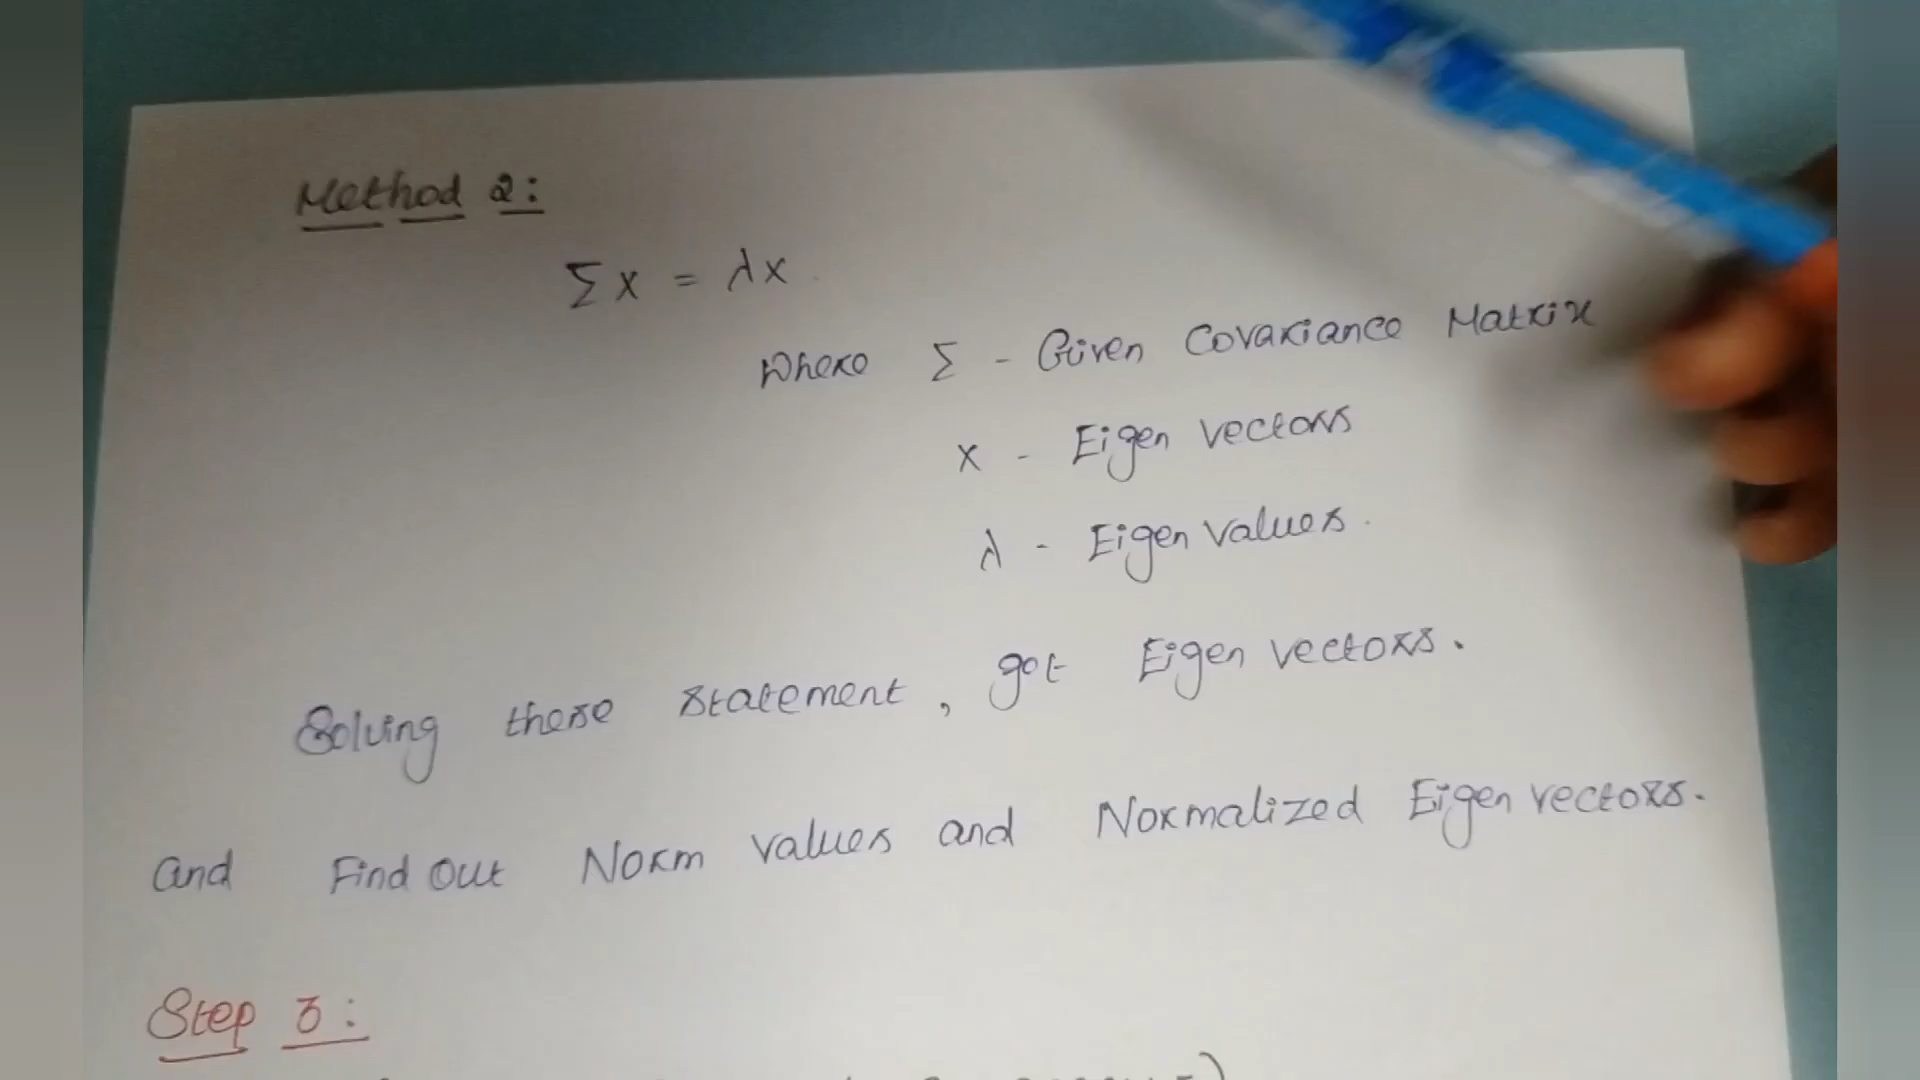 Method 2:
Σx = λx
Where Σ - Given Covariance Matrix
x - Eigen vectors
λ - Eigen values.
Solving these statement, got Eigen vectors.
and Find out Norm values and Normalized Eigen vectors.
Step 3: